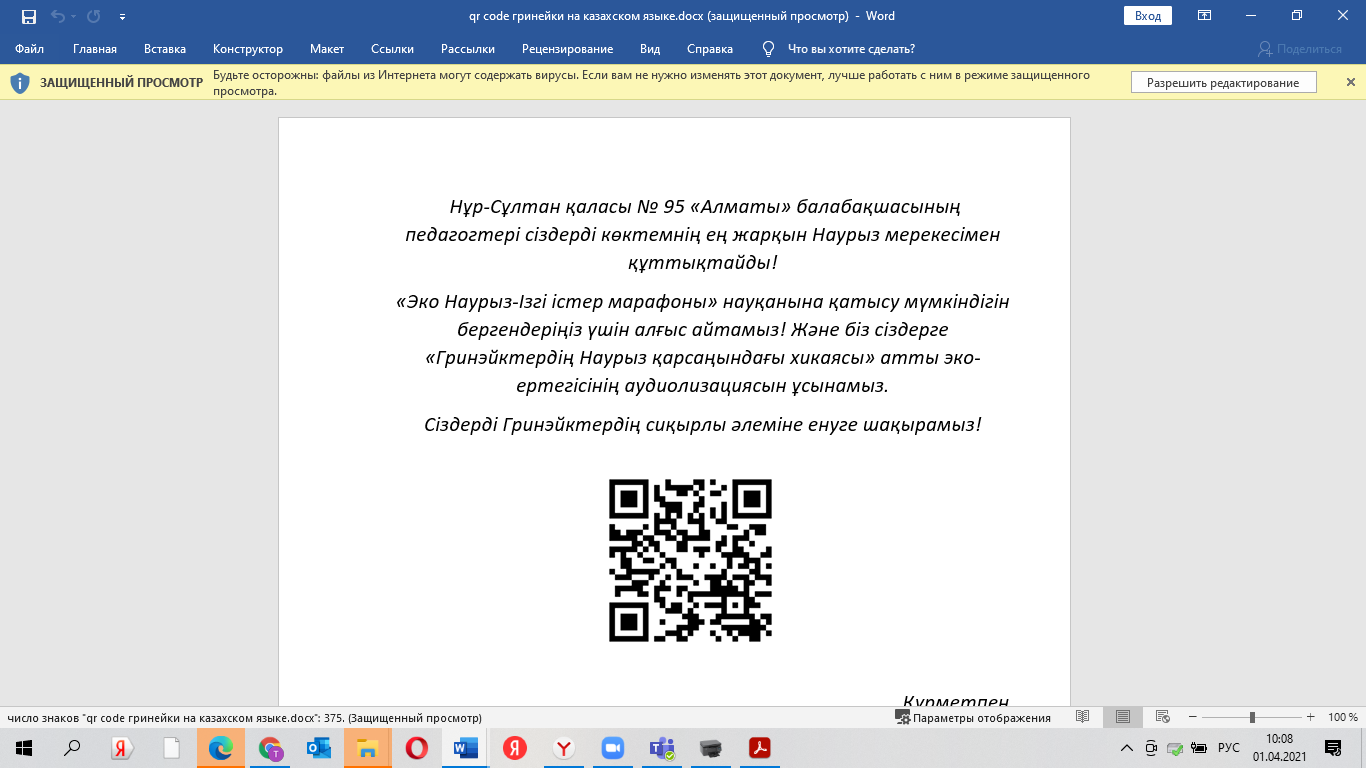 qr code гринейки на казахском языке.docx (защищенный просмотр) - Word
Вход
Файл Главная Вставка Конструктор Макет Ссылки Рассылки Рецензирование Вид Справка Что вы хотите сделать? Поделиться
ЗАЩИЩЕННЫЙ ПРОСМОТР Будьте осторожны: файлы из Интернета могут содержать вирусы. Если вам не нужно изменять этот документ, лучше работать с ним в режиме защищенного
просмотра.
Разрешить редактирование
Нұр-Сұлтан қаласы № 95 «Алматы» балабақшасының
педагогтері сіздерді көктемнің ең жарқын Наурыз мерекесімен
құттықтайды!
«Эко Наурыз-Ізгі істер марафоны» науқанына қатысу мүмкіндігін
бергендеріңіз үшін алғыс айтамыз! Және біз сіздерге
«Гринэйктердің Наурыз қарсаңындағы хикаясы» атты эко-
ертегісінің аудиолизациясын ұсынамыз.
Сіздерді Гринэйктердің сиқырлы әлеміне енуге шақырамыз!
Құрметпен
число знаков "qr code гринейки на казахском языке.docx": 375. (Защищенный просмотр)
Параметры отображения
100 %
РУС
10:08
01.04.2021